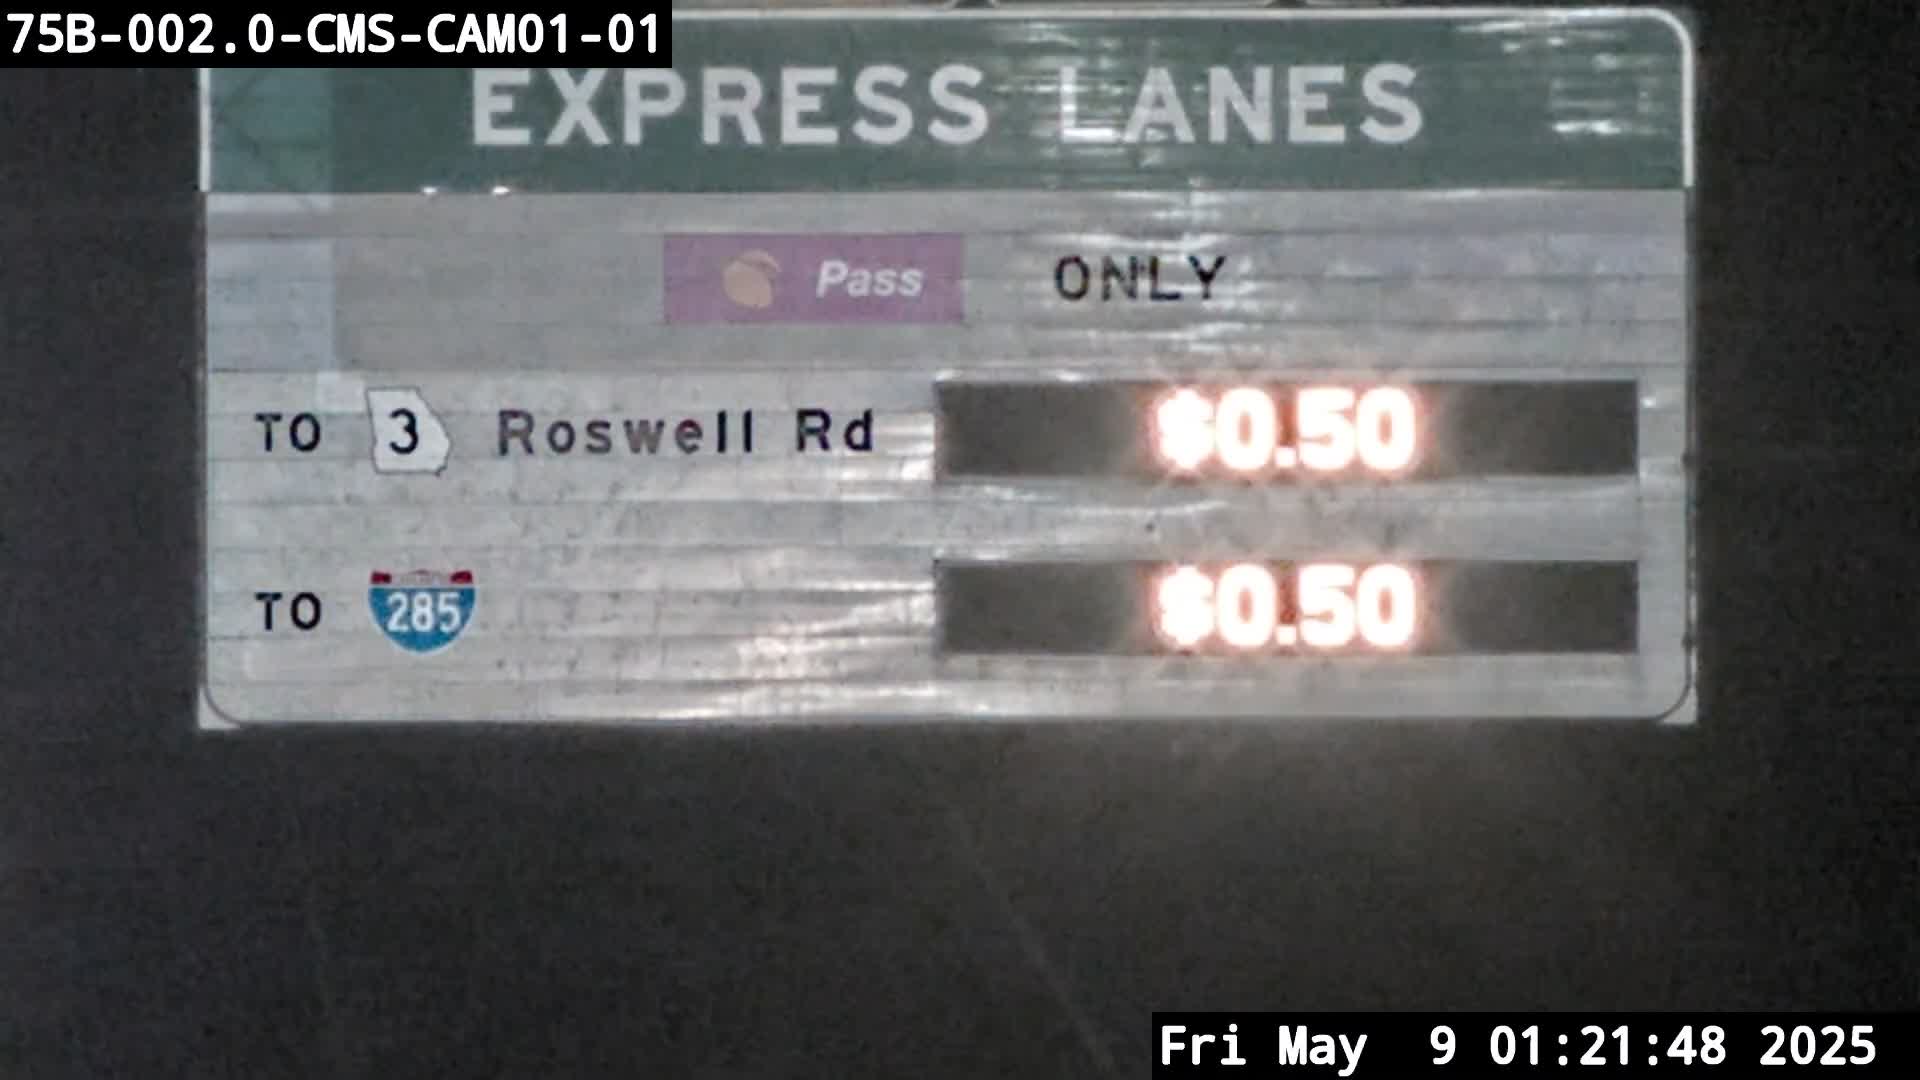 75B-002.0-CMS-CAM01-01
EXPRESS LANES
Pass ONLY
TO 3 Roswell Rd $0.50
TO 285 $0.50
Fri May 9 01:21:48 2025